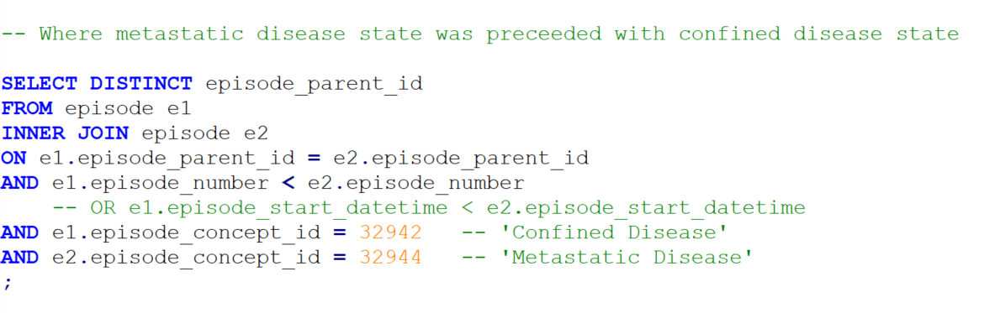 -- Where metastatic disease state was preceeded with confined disease state
SELECT DISTINCT episode_parent_id
FROM episode e1
INNER JOIN episode e2
ON e1.episode_parent_id = e2.episode_parent_id
AND e1.episode_number < e2.episode_number
-- OR e1.episode_start_datetime < e2.episode_start_datetime
AND e1.episode_concept_id = 32942 -- 'Confined Disease'
AND e2.episode_concept_id = 32944 -- 'Metastatic Disease'
;